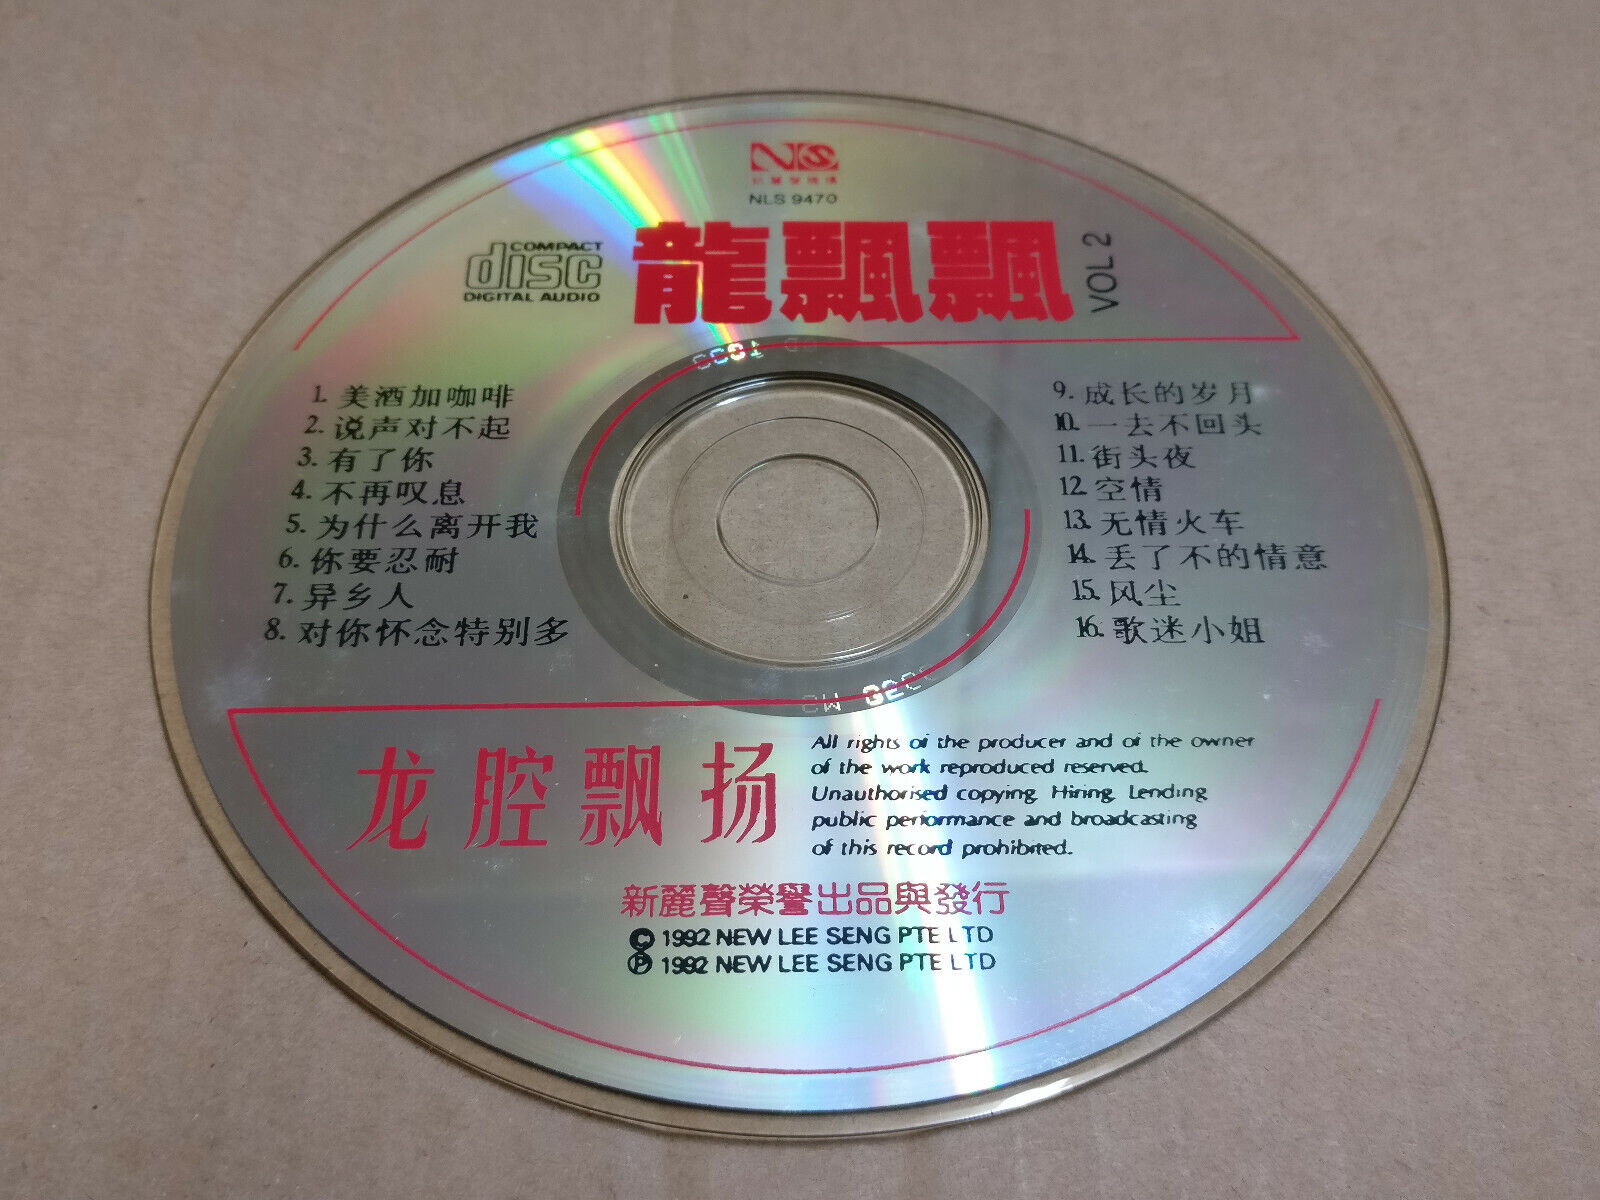 NLS
NLS 9470
COMPACT
disc
DIGITAL AUDIO
龍飄飄
VOL 2
1. 美酒加咖啡
2. 说声对不起
3. 有了你
4. 不再叹息
5. 为什么离开我
6. 你要忍耐
7. 异乡人
8. 对你怀念特别多
9. 成长的岁月
10. 一去不回头
11. 街头夜
12. 空情
13. 无情火车
14. 丢了不的情意
15. 风尘
16. 歌迷小姐
龙腔飘扬
All rights of the producer and of the owner
of the work reproduced reserved.
Unauthorised copying, Hiring, Lending
public performance and broadcasting
of this record prohibited.
新麗聲榮譽出品與發行
© 1992 NEW LEE SENG PTE LTD
℗ 1992 NEW LEE SENG PTE LTD